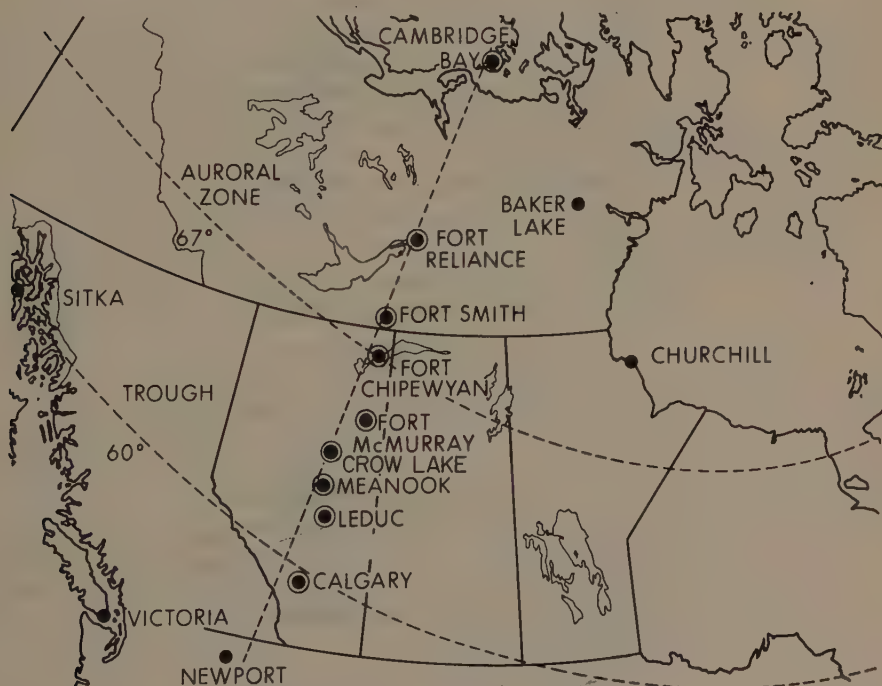 CAMBRIDGE
BAY
AURORAL
ZONE
BAKER
LAKE
67°
FORT
RELIANCE
SITKA
FORT SMITH
CHURCHILL
FORT
CHIPEWYAN
TROUGH
FORT
McMURRAY
60°
CROW LAKE
MEANOOK
LEDUC
CALGARY
VICTORIA
NEWPORT